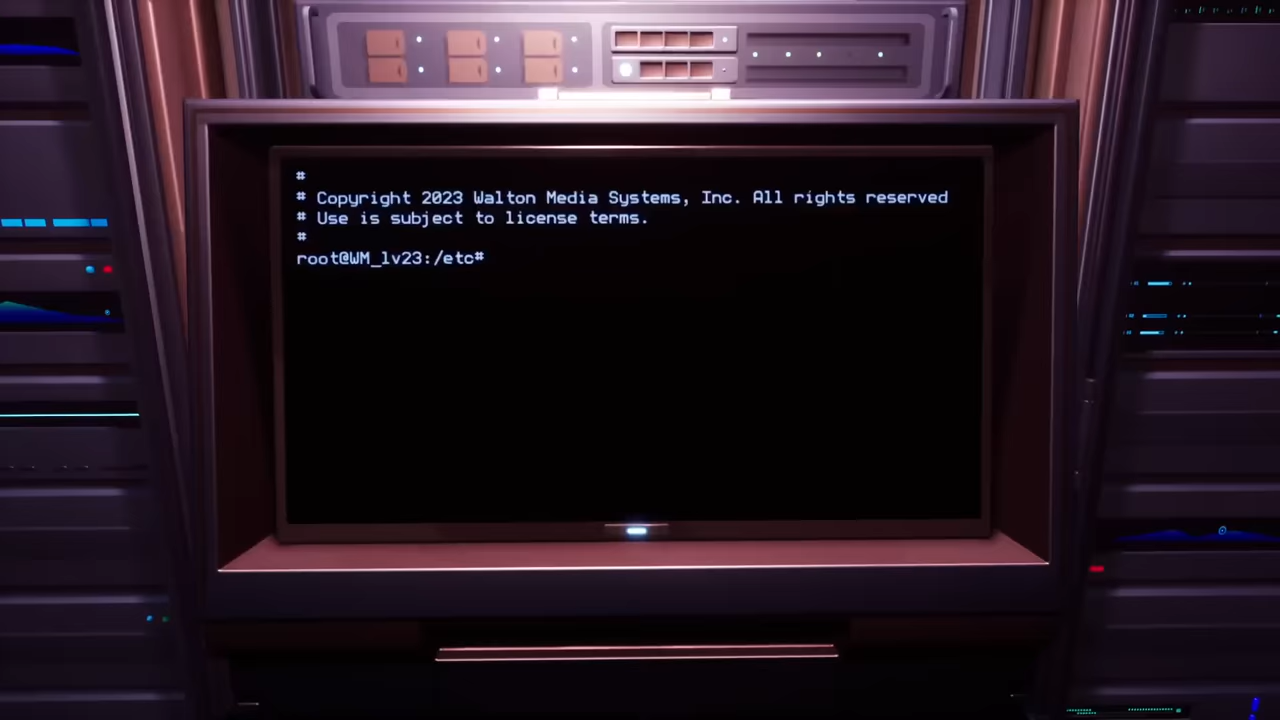 #
# Copyright 2023 Walton Media Systems, Inc. All rights reserved
# Use is subject to license terms.
#
root@WM_lv23:/etc#